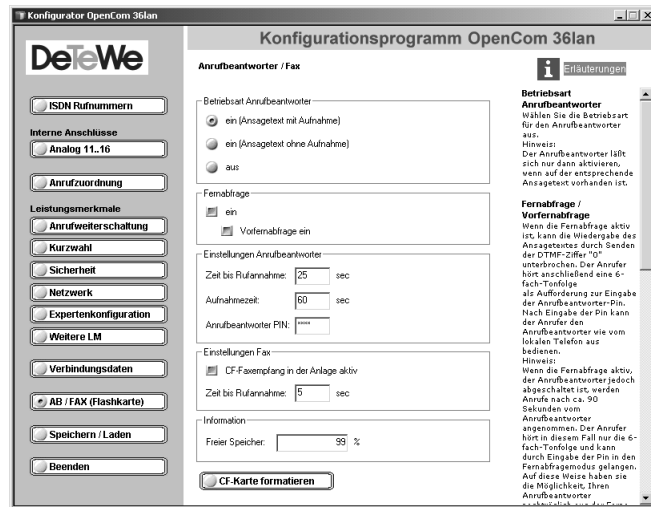 Konfigurator OpenCom 36lan
DeTeWe
Konfigurationsprogramm OpenCom 36lan
ISDN Rufnummern
Interne Anschlüsse
Analog 11..16
Anrufzuordnung
Leistungsmerkmale
Anrufweiterschaltung
Kurzwahl
Sicherheit
Netzwerk
Expertenkonfiguration
Weitere LM
Verbindungsdaten
AB / FAX (Flashkarte)
Speichern / Laden
Beenden
Anrufbeantworter / Fax
Betriebsart Anrufbeantworter
ein (Ansagetext mit Aufnahme)
ein (Ansagetext ohne Aufnahme)
aus
Fernabfrage
ein
Vorfernabfrage ein
Einstellungen Anrufbeantworter
Zeit bis Rufannahme: 25 sec
Aufnahmezeit: 60 sec
Anrufbeantworter PIN: ****
Einstellungen Fax
CF-Faxempfang in der Anlage aktiv
Zeit bis Rufannahme: 5 sec
Information
Freier Speicher: 99 %
CF-Karte formatieren
i Erläuterungen
Betriebsart
Anrufbeantworter
Wählen Sie die Betriebsart
für den Anrufbeantworter
aus.
Hinweis:
Der Anrufbeantworter läßt
sich nur dann aktivieren,
wenn auf der entsprechende
Ansagetext vorhanden ist.
Fernabfrage /
Vorfernabfrage
Wenn die Fernabfrage aktiv
ist, kann die Wiedergabe des
Ansagetextes durch Senden
der DTMF-Ziffer "0"
unterbrochen. Der Anrufer
hört anschließend eine 6-
fach-Tonfolge
als Aufforderung zur Eingabe
der Anrufbeantworter-Pin.
Nach Eingabe der Pin kann
der Anrufer den
Anrufbeantworter wie vom
lokalen Telefon aus
bedienen.
Hinweis:
Wenn die Fernabfrage aktiv,
der Anrufbeantworter jedoch
abgeschaltet ist, werden
Anrufe nach ca. 90
Sekunden vom
Anrufbeantworter
angenommen. Der Anrufer
hört in diesem Fall nur die 6-
fach-Tonfolge und kann
durch Eingabe der Pin in den
Fernabfragemodus gelangen.
Auf diese Weise haben sie
die Möglichkeit, Ihren
Anrufbeantworter